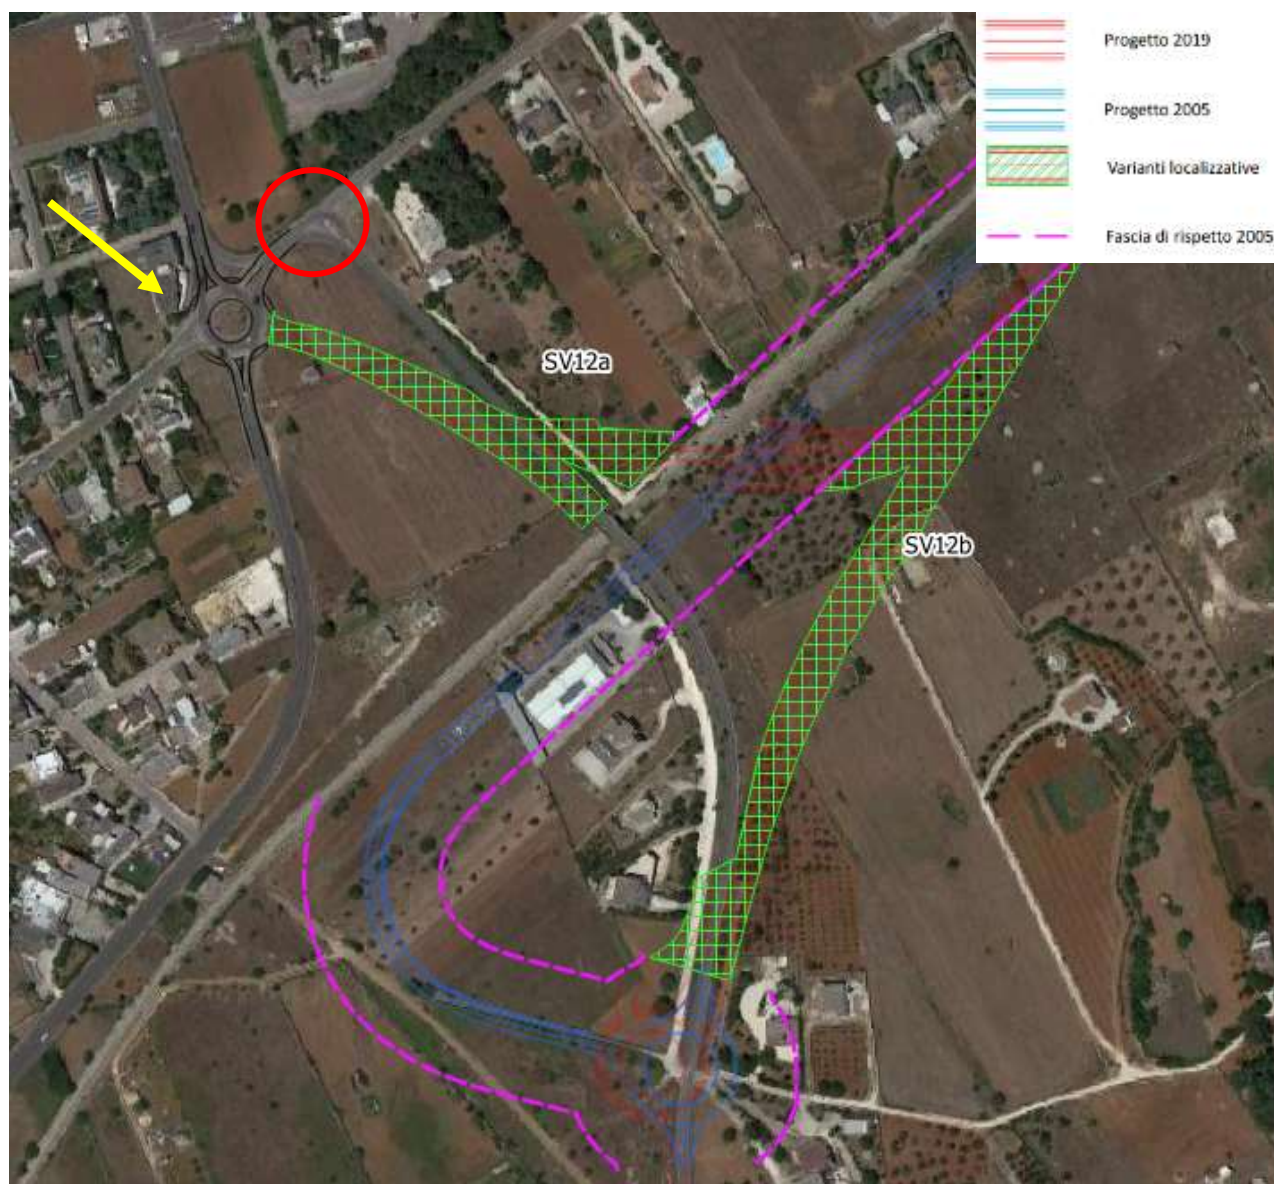 Progetto 2019
Progetto 2005
Varianti localizzative
Fascia di rispetto 2005
SV12a
SV12b